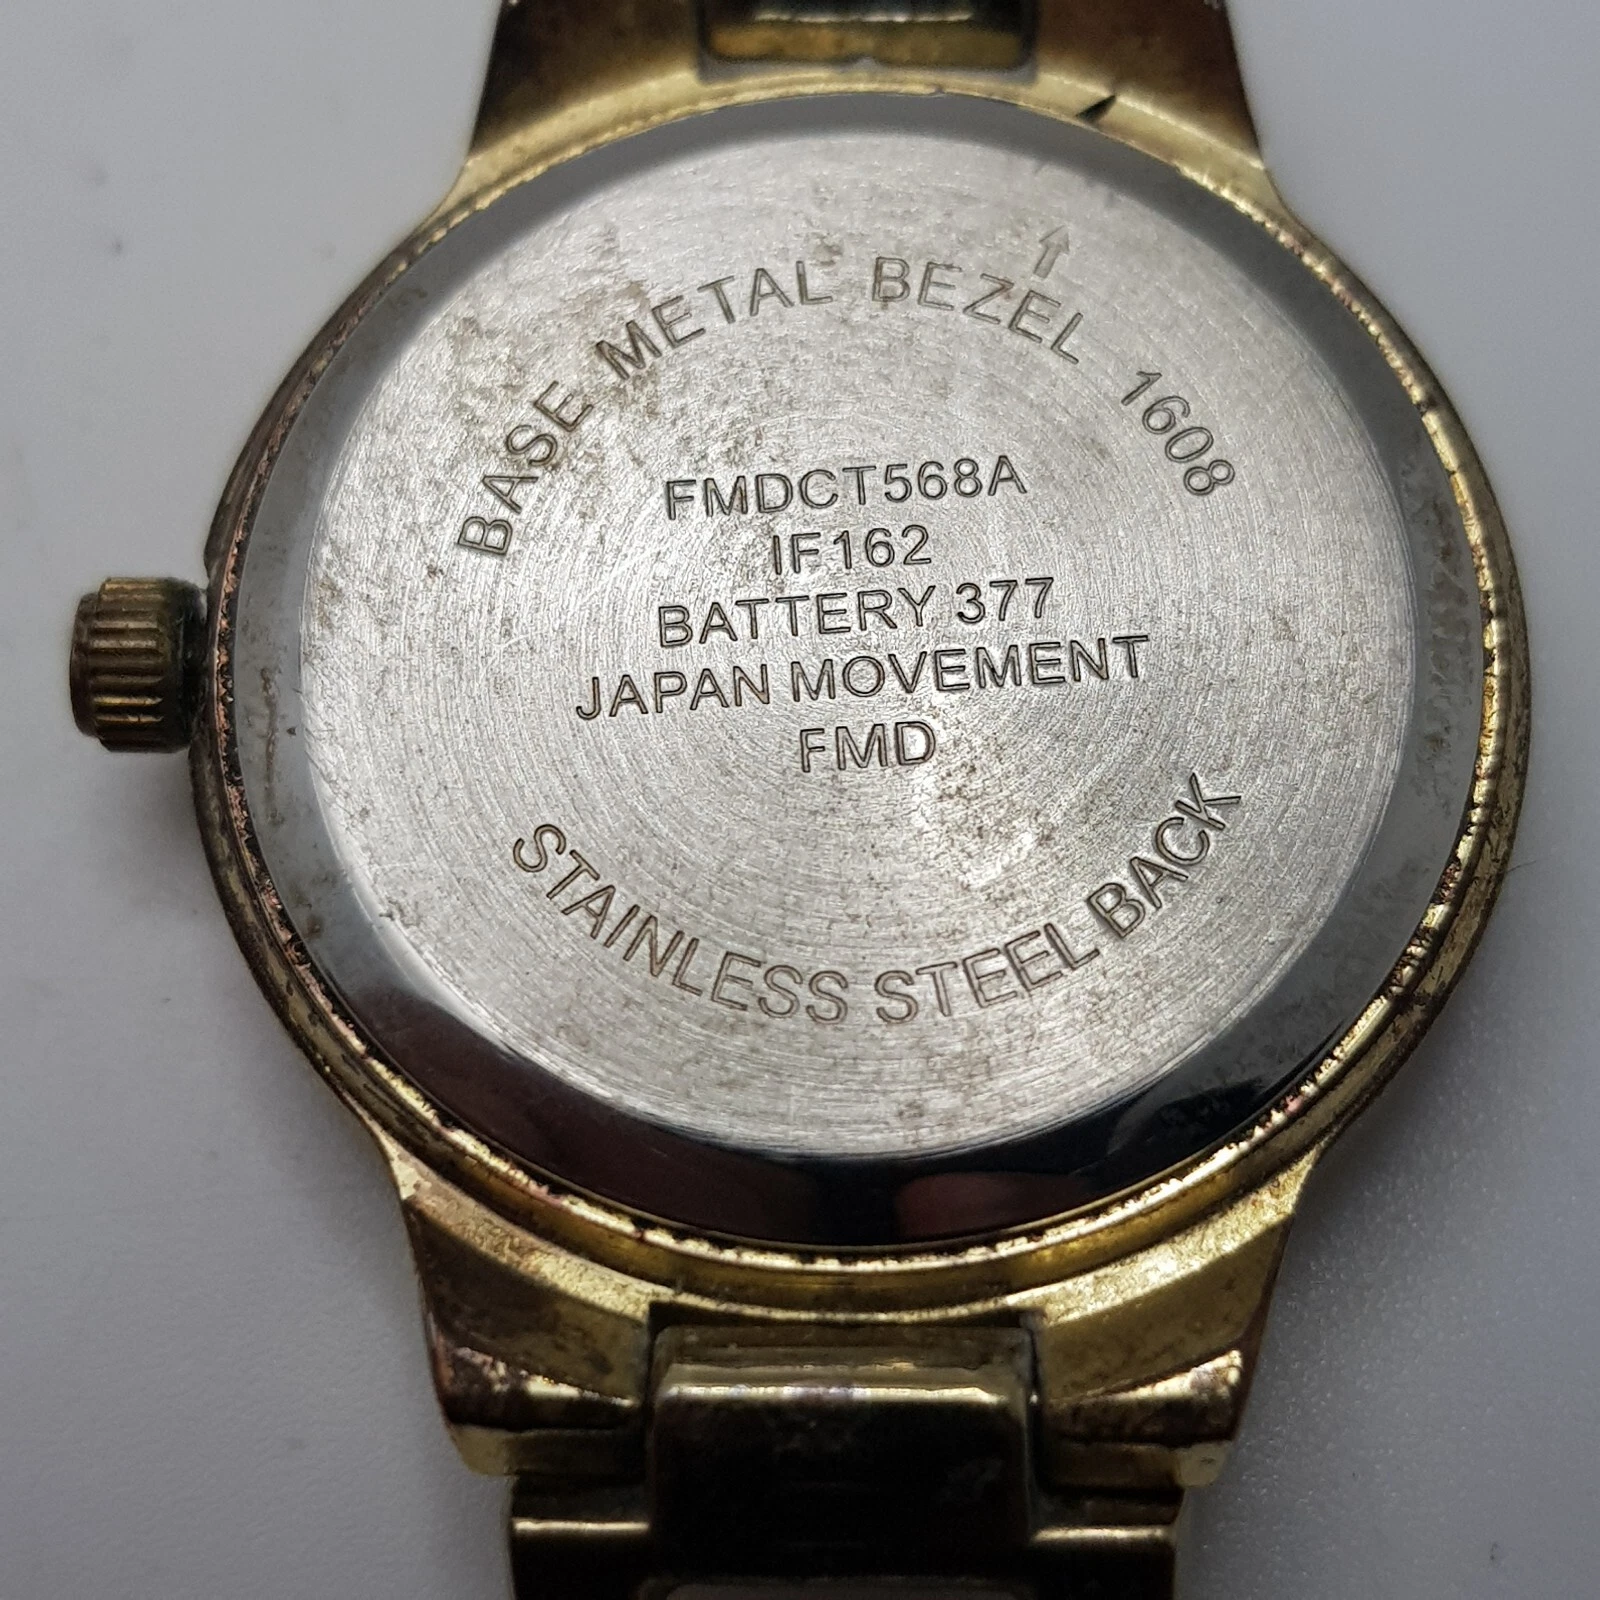 BASE METAL BEZEL 1608
FMDCT568A
IF162
BATTERY 377
JAPAN MOVEMENT
FMD
STAINLESS STEEL BACK